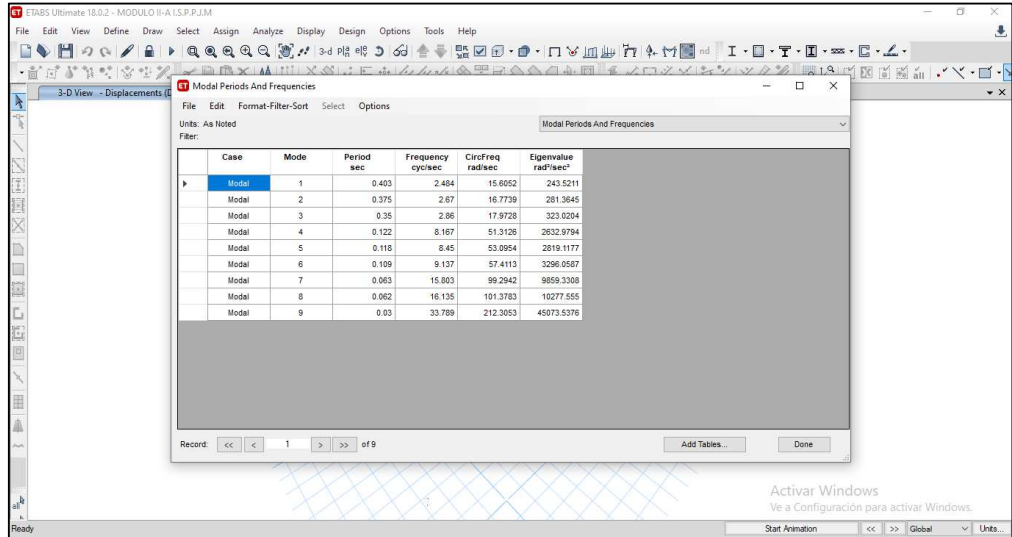 ETABS Ultimate 18.0.2 - MODULO II-A I.S.P.P.J.M
File Edit View Define Draw Select Assign Analyze Display Design Options Tools Help
3-d
nd
3-D View - Displacements (D
Modal Periods And Frequencies
File Edit Format-Filter-Sort Select Options
Units: As Noted Modal Periods And Frequencies
Filter:
Case Mode Period Frequency CircFreq Eigenvalue
sec cyc/sec rad/sec rad²/sec²
Modal 1 0.403 2.484 15.6052 243.5211
Modal 2 0.375 2.67 16.7739 281.3645
Modal 3 0.35 2.86 17.9728 323.0204
Modal 4 0.122 8.167 51.3126 2632.9794
Modal 5 0.118 8.45 53.0954 2819.1177
Modal 6 0.109 9.137 57.4113 3296.0587
Modal 7 0.063 15.803 99.2942 9859.3308
Modal 8 0.062 16.135 101.3783 10277.555
Modal 9 0.03 33.789 212.3053 45073.5376
Record: << < 1 > >> of 9 Add Tables... Done
Activar Windows
Ve a Configuración para activar Windows.
Ready Start Animation << >> Global Units...